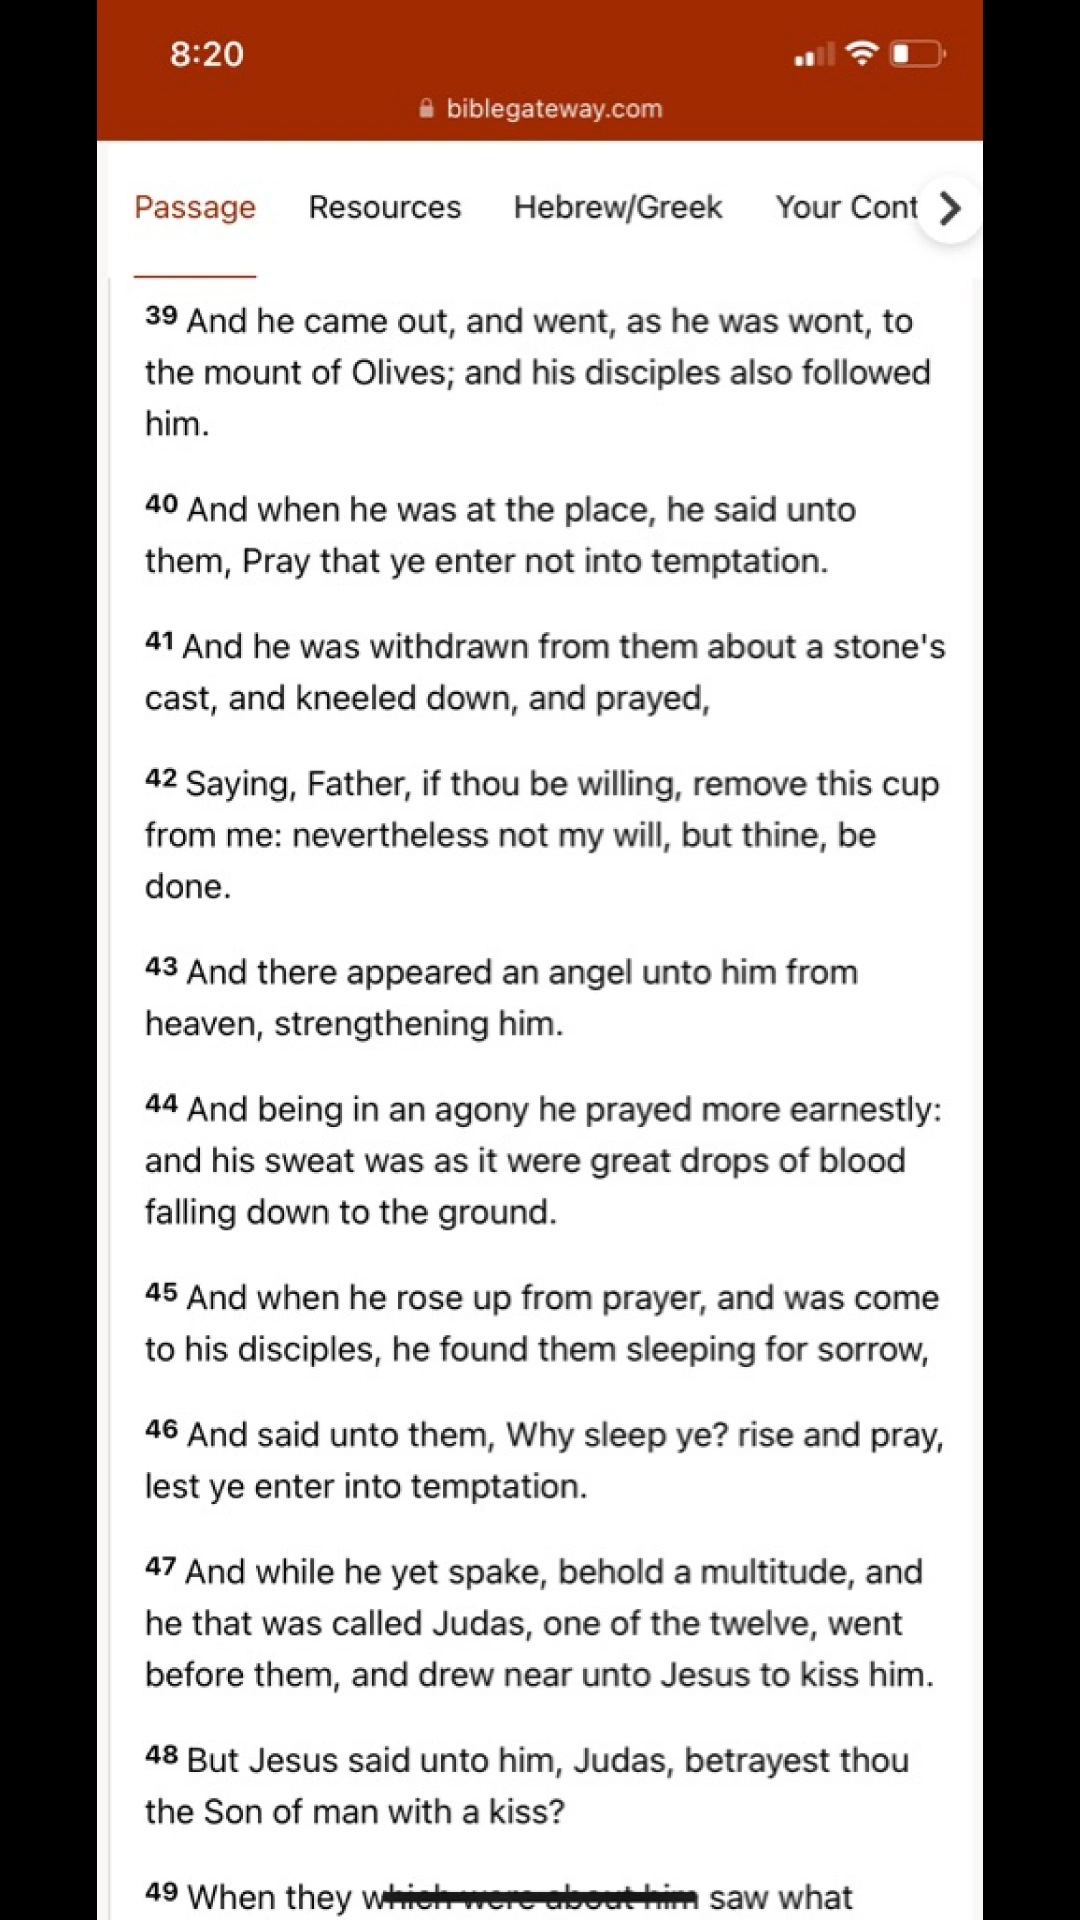 8:20
biblegateway.com
Passage Resources Hebrew/Greek Your Cont
39 And he came out, and went, as he was wont, to
the mount of Olives; and his disciples also followed
him.
40 And when he was at the place, he said unto
them, Pray that ye enter not into temptation.
41 And he was withdrawn from them about a stone's
cast, and kneeled down, and prayed,
42 Saying, Father, if thou be willing, remove this cup
from me: nevertheless not my will, but thine, be
done.
43 And there appeared an angel unto him from
heaven, strengthening him.
44 And being in an agony he prayed more earnestly:
and his sweat was as it were great drops of blood
falling down to the ground.
45 And when he rose up from prayer, and was come
to his disciples, he found them sleeping for sorrow,
46 And said unto them, Why sleep ye? rise and pray,
lest ye enter into temptation.
47 And while he yet spake, behold a multitude, and
he that was called Judas, one of the twelve, went
before them, and drew near unto Jesus to kiss him.
48 But Jesus said unto him, Judas, betrayest thou
the Son of man with a kiss?
49 When they which were about him saw what